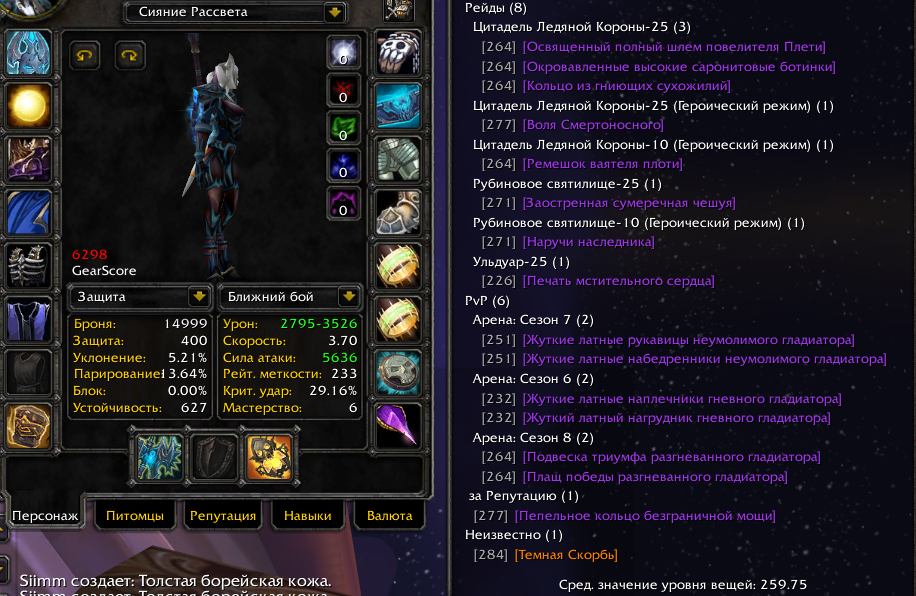 Сияние Рассвета
0
0
0
0
0
6298
GearScore
Защита
Ближний бой
Броня: 14999
Защита: 400
Уклонение: 5.21%
Парирование: 13.64%
Блок: 0.00%
Устойчивость: 627
Урон: 2795-3526
Скорость: 3.70
Сила атаки: 5636
Рейт. меткости: 233
Крит. удар: 29.16%
Мастерство: 6
Персонаж
Питомцы
Репутация
Навыки
Валюта
Siimm создает: Толстая борейская кожа.
Siimm создает: Толстая борейская кожа.
Рейды (8)
Цитадель Ледяной Короны-25 (3)
[264] [Освященный полный шлем повелителя Плети]
[264] [Окровавленные высокие саронитовые ботинки]
[264] [Кольцо из гниющих сухожилий]
Цитадель Ледяной Короны-25 (Героический режим) (1)
[277] [Воля Смертоносного]
Цитадель Ледяной Короны-10 (Героический режим) (1)
[264] [Ремешок ваятеля плоти]
Рубиновое святилище-25 (1)
[271] [Заостренная сумеречная чешуя]
Рубиновое святилище-10 (Героический режим) (1)
[271] [Наручи наследника]
Ульдуар-25 (1)
[226] [Печать мстительного сердца]
PvP (6)
Арена: Сезон 7 (2)
[251] [Жуткие латные рукавицы неумолимого гладиатора]
[251] [Жуткие латные набедренники неумолимого гладиатора]
Арена: Сезон 6 (2)
[232] [Жуткие латные наплечники гневного гладиатора]
[232] [Жуткий латный нагрудник гневного гладиатора]
Арена: Сезон 8 (2)
[264] [Подвеска триумфа разгневанного гладиатора]
[264] [Плащ победы разгневанного гладиатора]
за Репутацию (1)
[277] [Пепельное кольцо безграничной мощи]
Неизвестно (1)
[284] [Темная Скорбь]
Сред. значение уровня вещей: 259.75